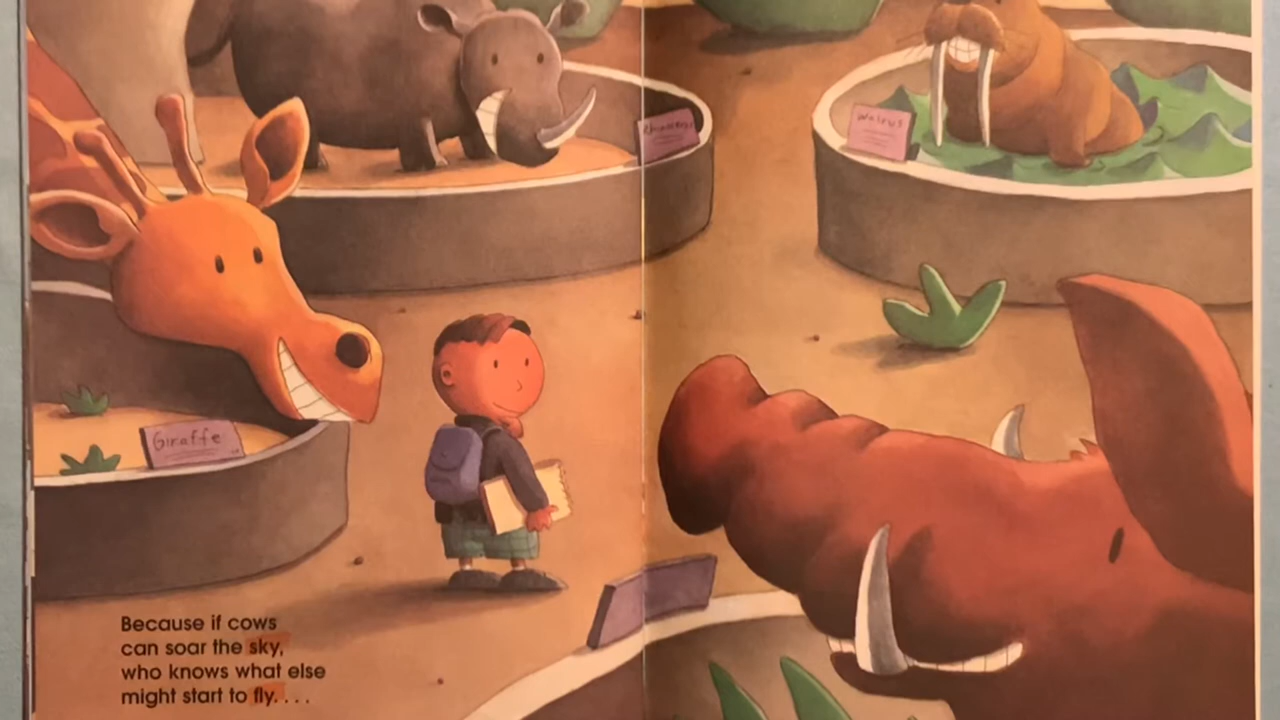 Walrus
Giraffe
Because if cows
can soar the sky,
who knows what else
might start to fly. . . .